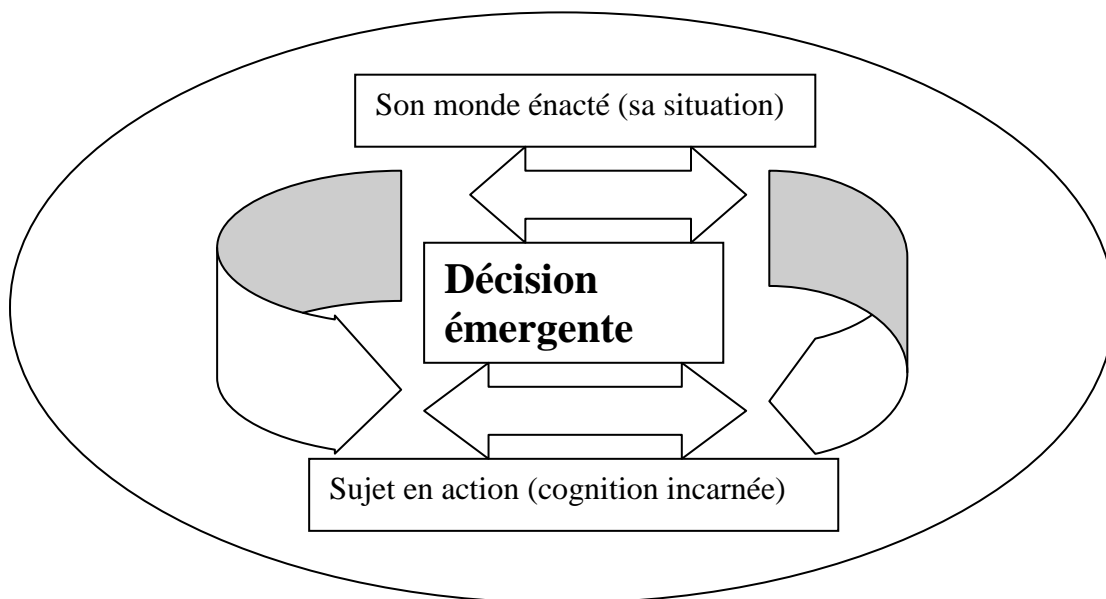 Son monde énacté (sa situation)
Décision
émergente
Sujet en action (cognition incarnée)